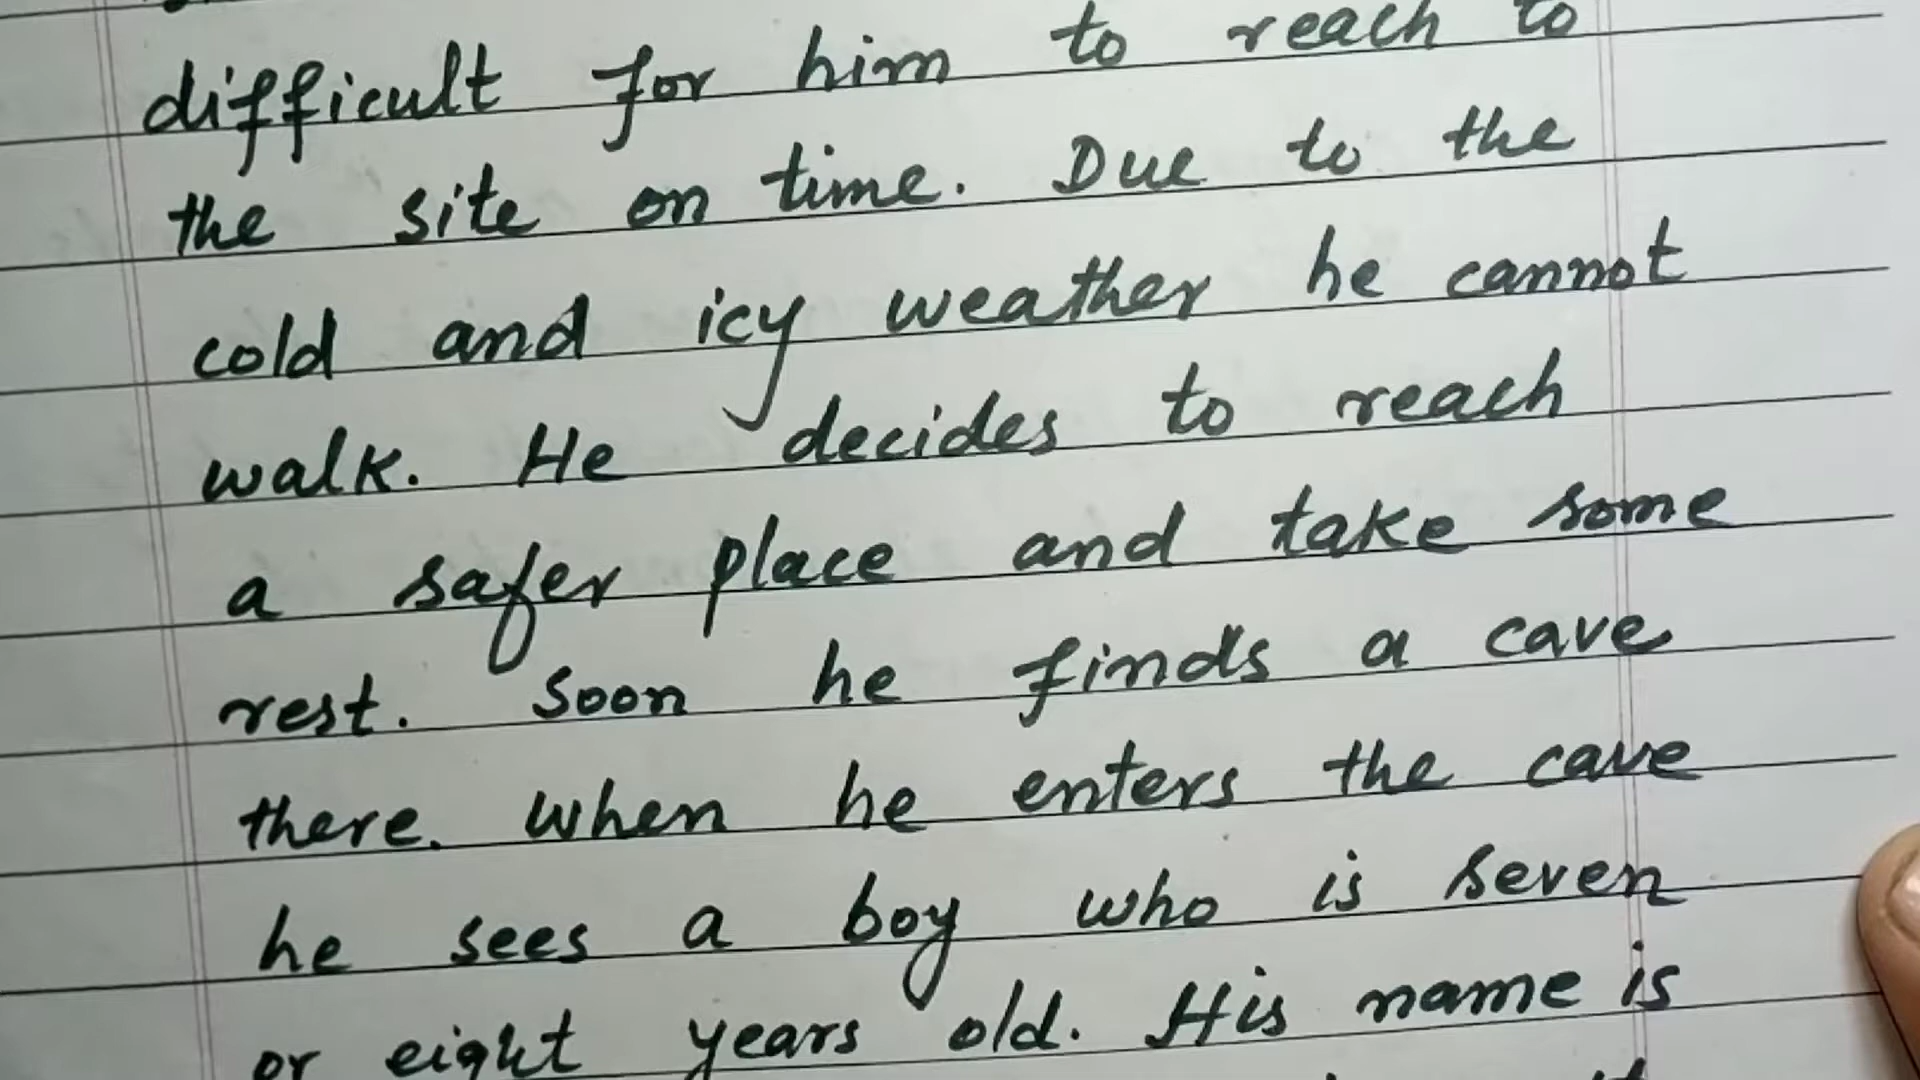 difficult for him to reach to
the site on time. Due to the
cold and icy weather he cannot
walk. He decides to reach
a safer place and take some
rest. Soon he finds a cave
there. When he enters the cave
he sees a boy who is seven
or eight years old. His name is